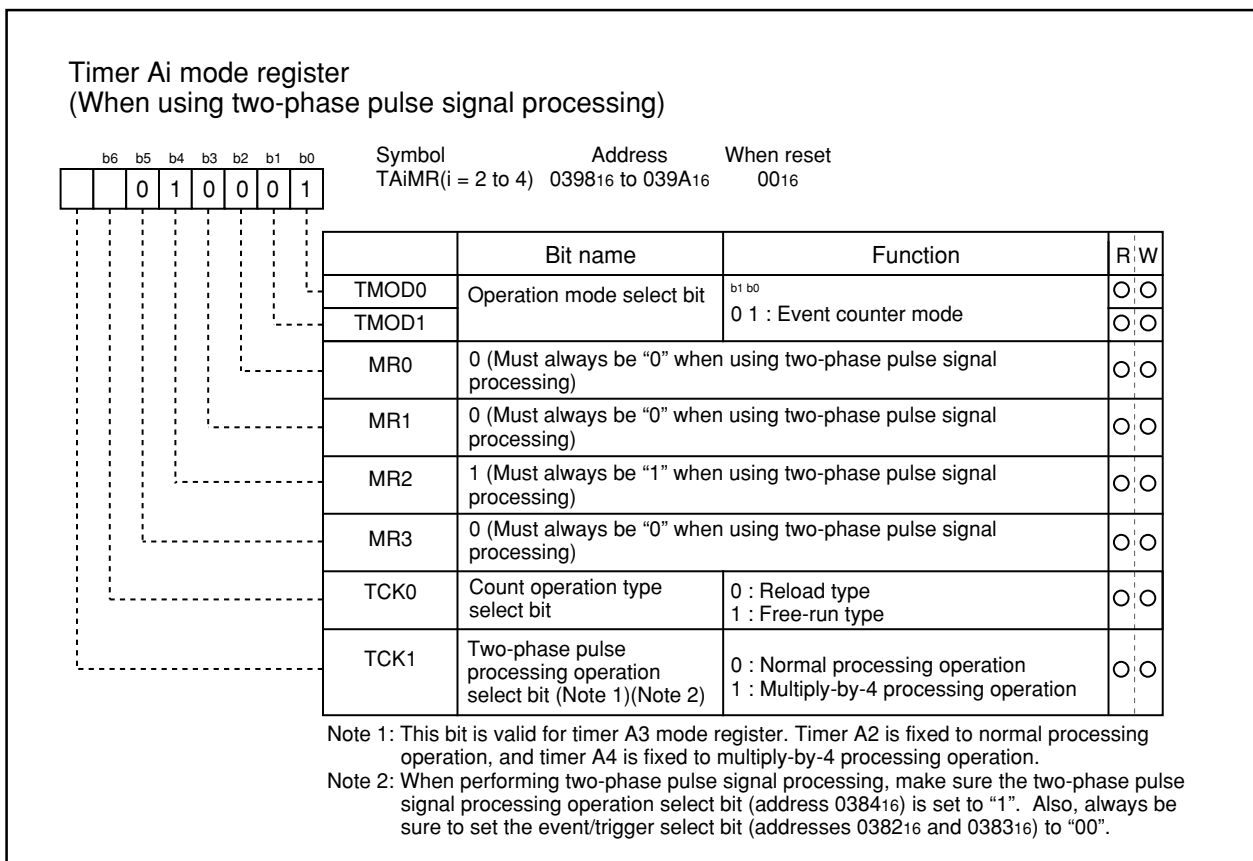 Timer Ai mode register
(When using two-phase pulse signal processing)
b6 b5 b4 b3 b2 b1 b0
0 1 0 0 0 1
Symbol Address When reset
TAiMR(i = 2 to 4) 039816 to 039A16 0016
Bit name Function R W
TMOD0 Operation mode select bit b1 b0
0 1 : Event counter mode
TMOD1
MR0 0 (Must always be “0” when using two-phase pulse signal
processing)
MR1 0 (Must always be “0” when using two-phase pulse signal
processing)
MR2 1 (Must always be “1” when using two-phase pulse signal
processing)
MR3 0 (Must always be “0” when using two-phase pulse signal
processing)
TCK0 Count operation type
select bit
0 : Reload type
1 : Free-run type
TCK1 Two-phase pulse
processing operation
select bit (Note 1)(Note 2)
0 : Normal processing operation
1 : Multiply-by-4 processing operation
Note 1: This bit is valid for timer A3 mode register. Timer A2 is fixed to normal processing
operation, and timer A4 is fixed to multiply-by-4 processing operation.
Note 2: When performing two-phase pulse signal processing, make sure the two-phase pulse
signal processing operation select bit (address 038416) is set to “1”. Also, always be
sure to set the event/trigger select bit (addresses 038216 and 038316) to “00”.